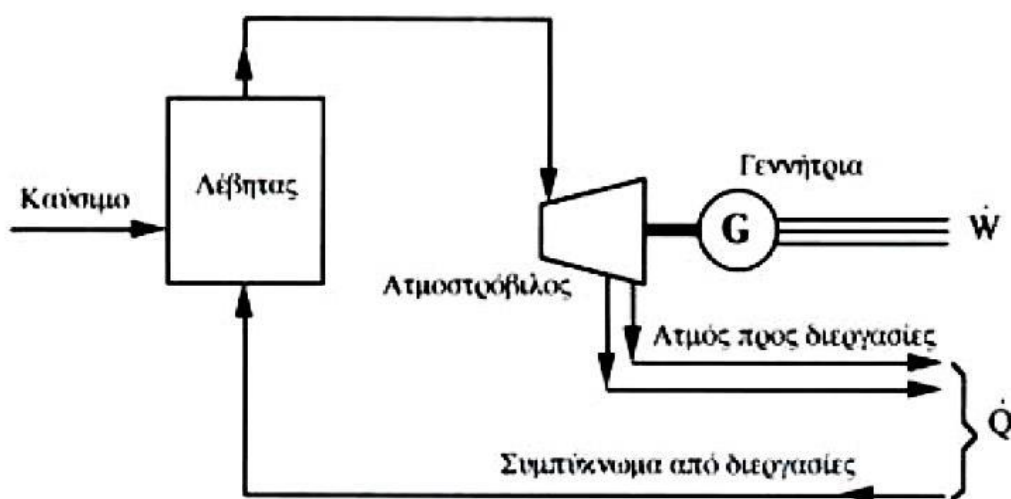 Γεννήτρια
Καύσιμο
Λέβητας
G
Ẇ
Ατμοστρόβιλος
Ατμός προς διεργασίες
Q̇
Συμπύκνωμα από διεργασίες